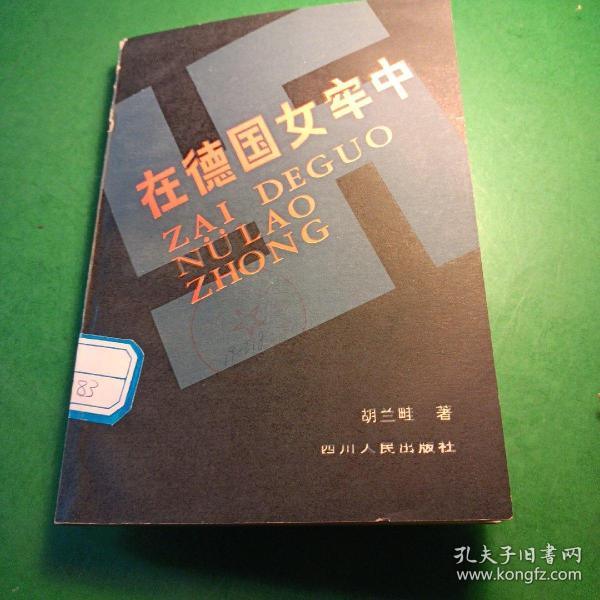 在德国女牢中
ZAI DEGUO
NÜLAO
ZHONG
83
胡兰畦 著
四川人民出版社
孔夫子旧书网
www.kongfz.com